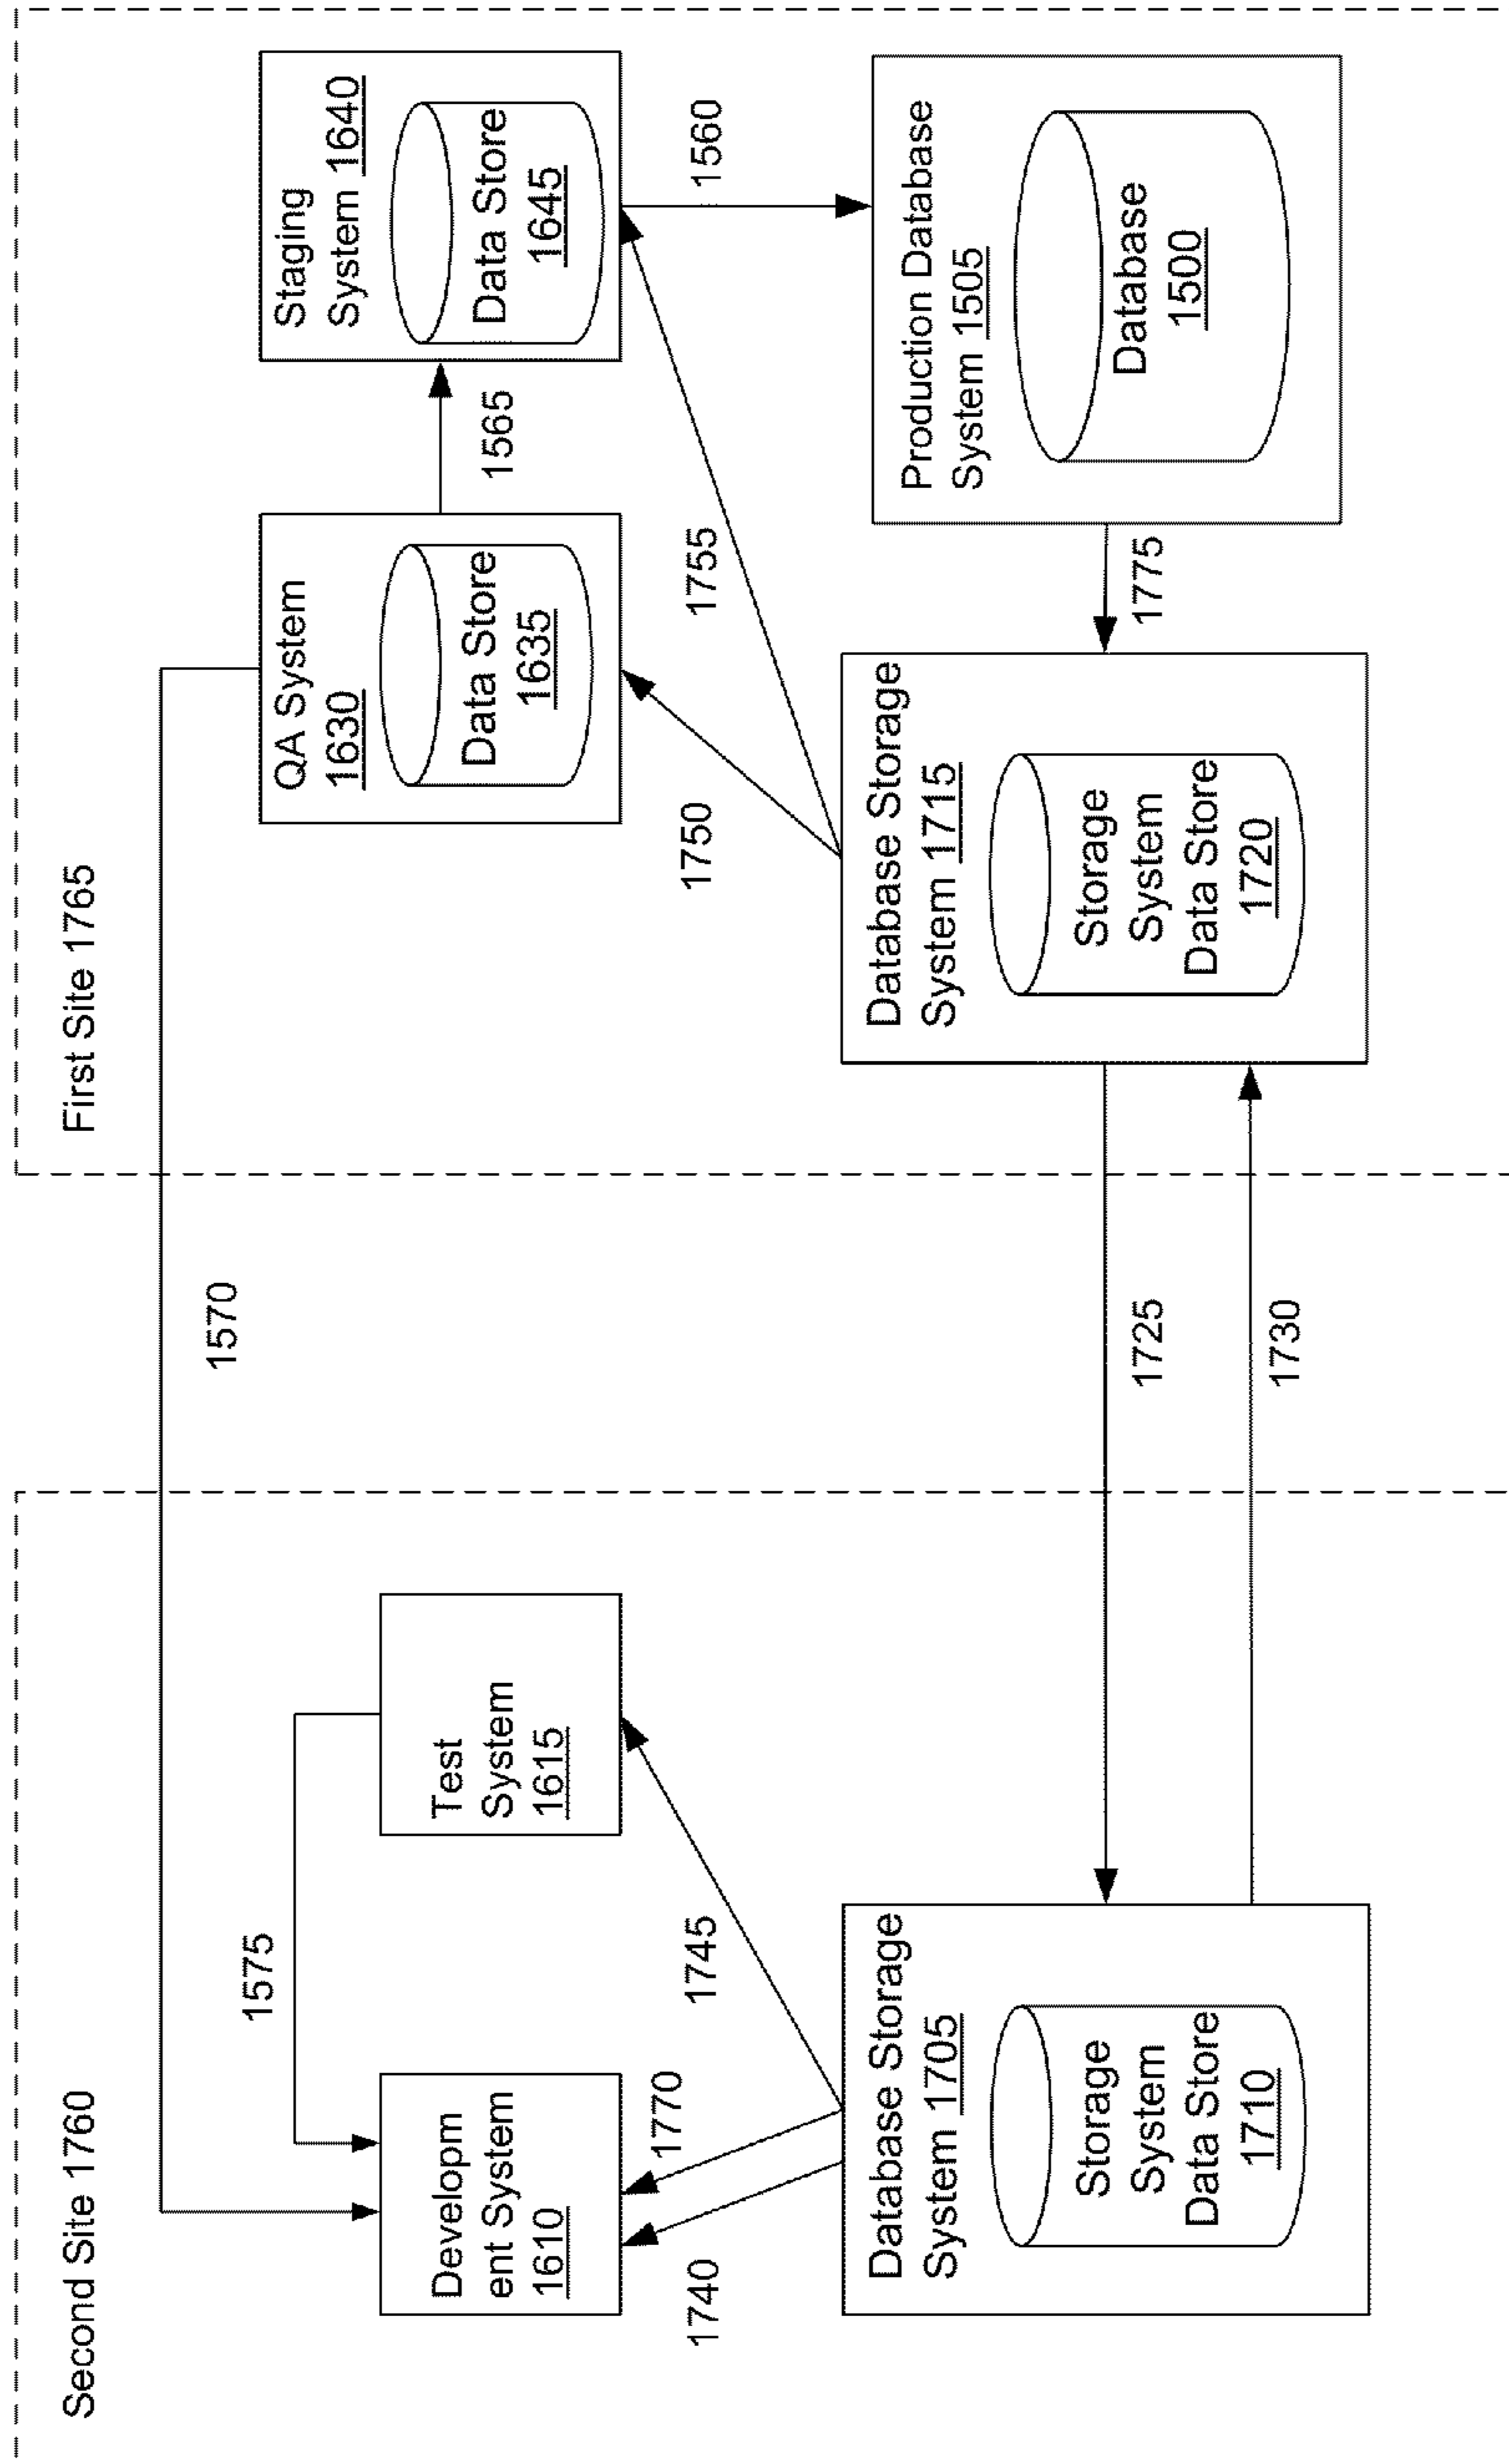 Second Site 1760
First Site 1765
1570
1575
Developm
ent System
1610
Test
System
1615
QA System
1630
Data Store
1635
1565
Staging
System 1640
Data Store
1645
1740
1770
1745
1750
1755
1560
Database Storage
System 1705
Storage
System
Data Store
1710
1725
1730
Database Storage
System 1715
Storage
System
Data Store
1720
1775
Production Database
System 1505
Database
1500